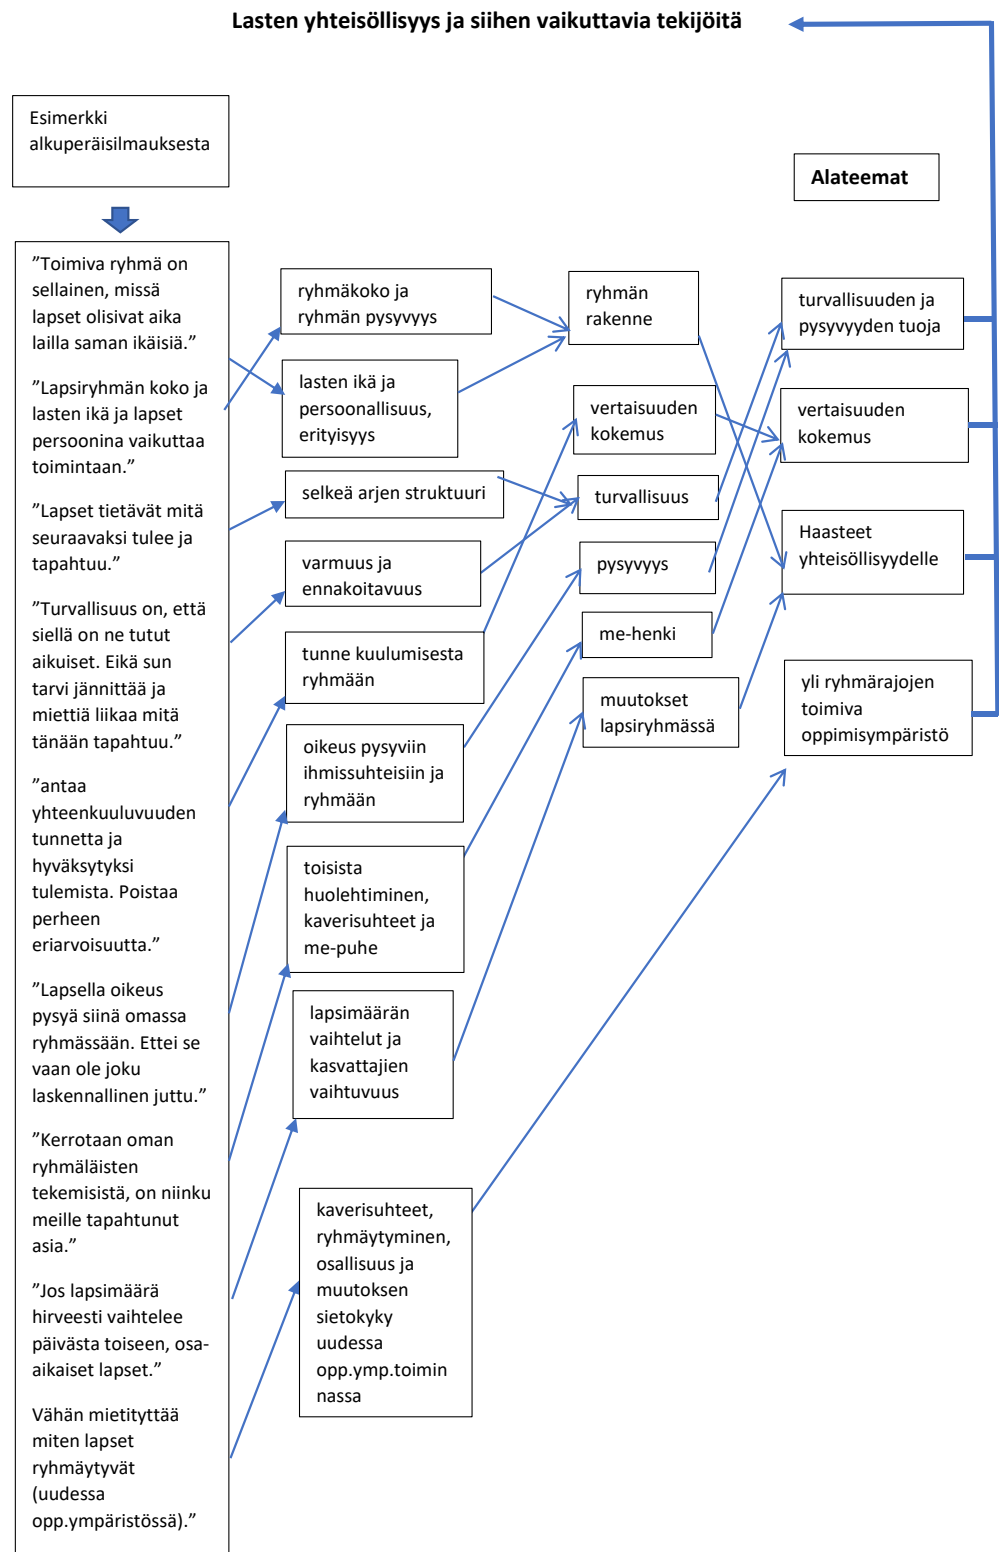 Lasten yhteisöllisyys ja siihen vaikuttavia tekijöitä
Esimerkki
alkuperäisilmauksesta
Alateemat
”Toimiva ryhmä on
sellainen, missä
lapset olisivat aika
lailla saman ikäisiä.”
”Lapsiryhmän koko ja
lasten ikä ja lapset
persoonina vaikuttaa
toimintaan.”
”Lapset tietävät mitä
seuraavaksi tulee ja
tapahtuu.”
”Turvallisuus on, että
siellä on ne tutut
aikuiset. Eikä sun
tarvi jännittää ja
miettiä liikaa mitä
tänään tapahtuu.”
”antaa
yhteenkuuluvuuden
tunnetta ja
hyväksytyksi
tulemista. Poistaa
perheen
eriarvoisuutta.”
”Lapsella oikeus
pysyä siinä omassa
ryhmässään. Ettei se
vaan ole joku
laskennallinen juttu.”
”Kerrotaan oman
ryhmäläisten
tekemisistä, on niinku
meille tapahtunut
asia.”
”Jos lapsimäärä
hirveesti vaihtelee
päivästa toiseen, osa-
aikaiset lapset.”
Vähän mietityttää
miten lapset
ryhmäytyvät
(uudessa
opp.ympäristössä).”
ryhmäkoko ja
ryhmän pysyvyys
lasten ikä ja
persoonallisuus,
erityisyys
selkeä arjen struktuuri
varmuus ja
ennakoitavuus
tunne kuulumisesta
ryhmään
oikeus pysyviin
ihmissuhteisiin ja
ryhmään
toisista
huolehtiminen,
kaverisuhteet ja
me-puhe
lapsimäärän
vaihtelut ja
kasvattajien
vaihtuvuus
kaverisuhteet,
ryhmäytyminen,
osallisuus ja
muutoksen
sietokyky
uudessa
opp.ymp.toimin
nassa
ryhmän
rakenne
vertaisuuden
kokemus
turvallisuus
pysyvyys
me-henki
muutokset
lapsiryhmässä
turvallisuuden ja
pysyvyyden tuoja
vertaisuuden
kokemus
Haasteet
yhteisöllisyydelle
yli ryhmärajojen
toimiva
oppimisympäristö